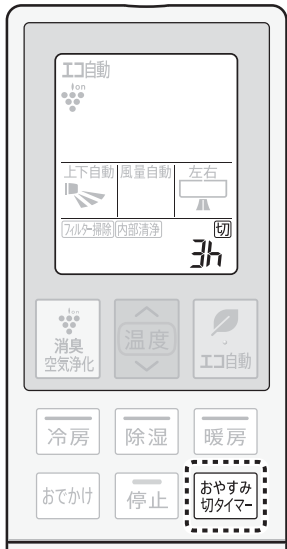 エコ自動
Ion
上下自動 風量自動 左右
フィルター掃除 内部清浄 切
3h
Ion
消臭
空気浄化
温度
エコ自動
冷房 除湿 暖房
おでかけ 停止 おやすみ
切タイマー